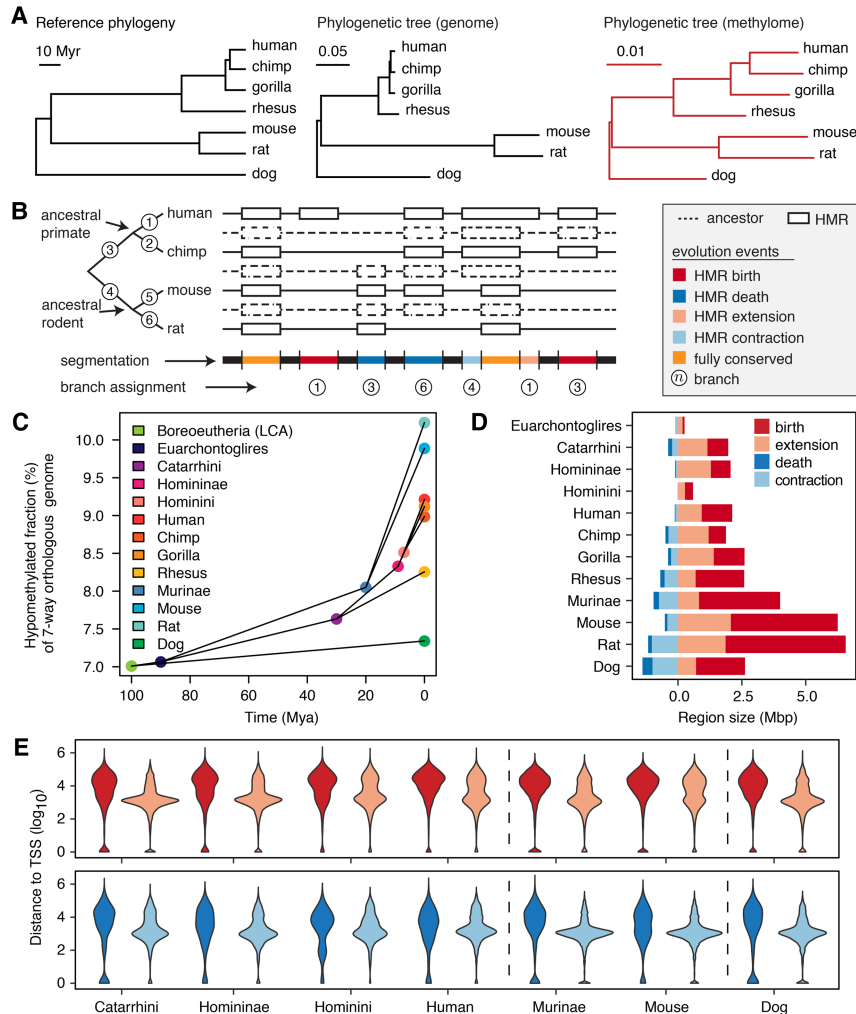 A
Reference phylogeny
10 Myr
human
chimp
gorilla
rhesus
mouse
rat
dog
Phylogenetic tree (genome)
0.05
human
chimp
gorilla
rhesus
mouse
rat
dog
Phylogenetic tree (methylome)
0.01
human
chimp
gorilla
rhesus
mouse
rat
dog
B
ancestral
primate
ancestral
rodent
1
2
3
4
5
6
human
chimp
mouse
rat
segmentation
branch assignment
1
3
6
4
1
3
ancestor
HMR
evolution events
HMR birth
HMR death
HMR extension
HMR contraction
fully conserved
n branch
C
Hypomethylated fraction (%)
of 7-way orthologous genome
10.0
9.5
9.0
8.5
8.0
7.5
7.0
Boreoeutheria (LCA)
Euarchontoglires
Catarrhini
Homininae
Hominini
Human
Chimp
Gorilla
Rhesus
Murinae
Mouse
Rat
Dog
100 80 60 40 20 0
Time (Mya)
D
Euarchontoglires
Catarrhini
Homininae
Hominini
Human
Chimp
Gorilla
Rhesus
Murinae
Mouse
Rat
Dog
birth
extension
death
contraction
0.0 2.5 5.0
Region size (Mbp)
E
Distance to TSS (log10)
6
4
2
0
6
4
2
0
Catarrhini Homininae Hominini Human Murinae Mouse Dog